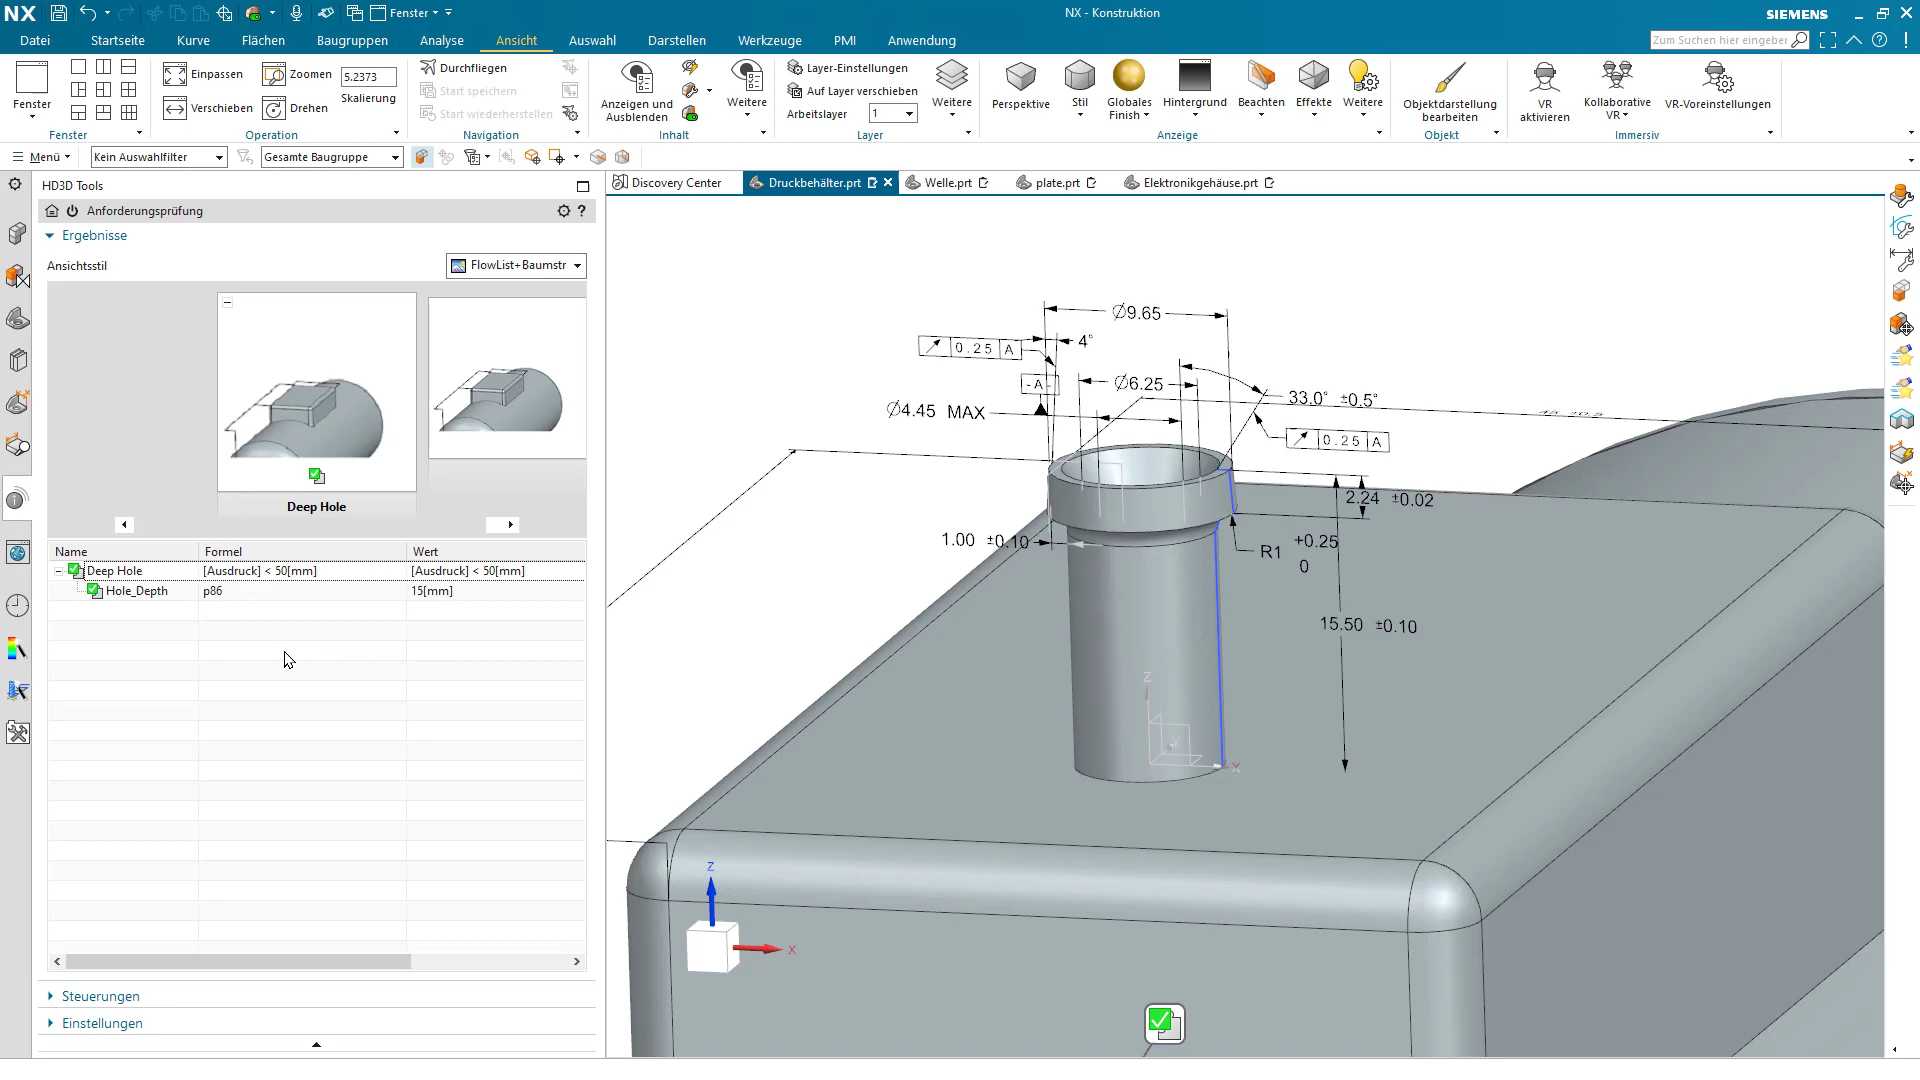 NX
Fenster
NX - Konstruktion
SIEMENS
Datei
Startseite
Kurve
Flächen
Baugruppen
Analyse
Ansicht
Auswahl
Darstellen
Werkzeuge
PMI
Anwendung
Zum Suchen hier eingeber
Fenster
Einpassen
Verschieben
Zoomen
Drehen
5.2373
Skalierung
Durchfliegen
Start speichern
Start wiederherstellen
Anzeigen und
Ausblenden
Weitere
Layer-Einstellungen
Auf Layer verschieben
Arbeitslayer
1
Weitere
Perspektive
Stil
Globales
Finish
Hintergrund
Beachten
Effekte
Weitere
Objektdarstellung
bearbeiten
VR
aktivieren
Kollaborative
VR
VR-Voreinstellungen
Fenster
Operation
Navigation
Inhalt
Layer
Anzeige
Objekt
Immersiv
Menü
Kein Auswahlfilter
Gesamte Baugruppe
HD3D Tools
Anforderungsprüfung
Ergebnisse
Ansichtsstil
FlowList+Baumstr
Deep Hole
Name
Formel
Wert
Deep Hole
[Ausdruck] < 50[mm]
[Ausdruck] < 50[mm]
Hole_Depth
p86
15[mm]
Steuerungen
Einstellungen
Discovery Center
Druckbehälter.prt
Welle.prt
plate.prt
Elektronikgehäuse.prt
∅9.65
0.25 A
4°
-A-
∅6.25
33.0° ±0.5°
∅4.45 MAX
0.25 A
2.24 ±0.02
1.00 ±0.10
R1 +0.25
0
15.50 ±0.10
Z
Y
X
Z
X